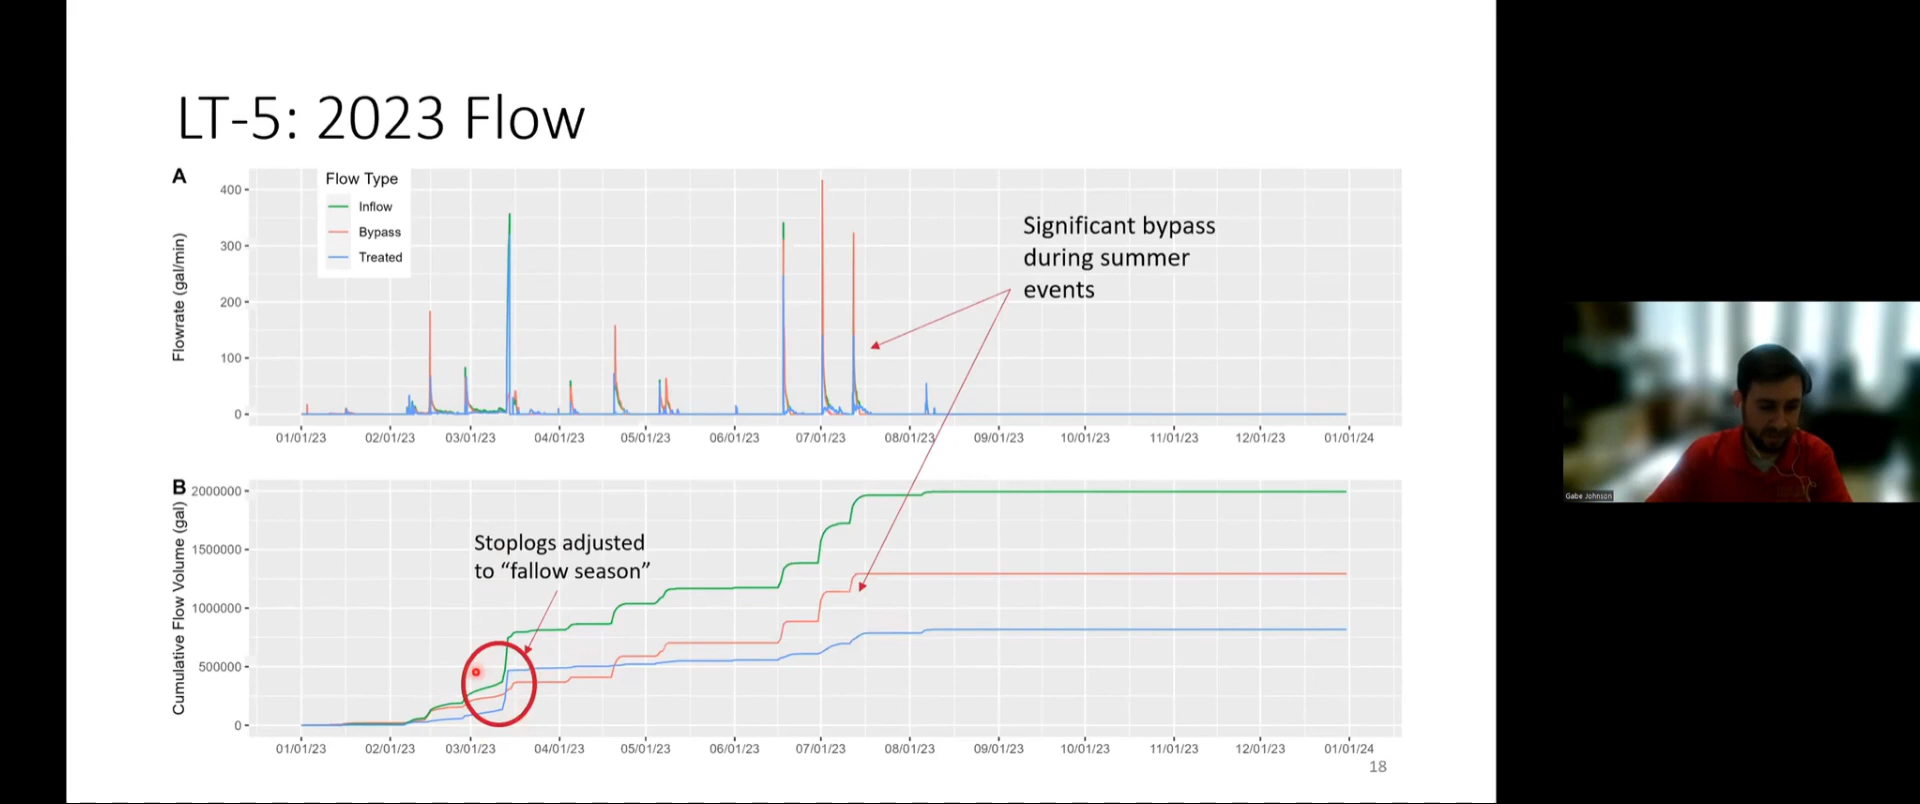 LT-5: 2023 Flow
A
Flow Type
Inflow
Bypass
Treated
Flowrate (gal/min)
400
300
200
100
0
01/01/23 02/01/23 03/01/23 04/01/23 05/01/23 06/01/23 07/01/23 08/01/23 09/01/23 10/01/23 11/01/23 12/01/23 01/01/24
Significant bypass
during summer
events
B
Cumulative Flow Volume (gal)
2000000
1500000
1000000
500000
0
Stoplogs adjusted
to “fallow season”
01/01/23 02/01/23 03/01/23 04/01/23 05/01/23 06/01/23 07/01/23 08/01/23 09/01/23 10/01/23 11/01/23 12/01/23 01/01/24
18
Gabe Johnson